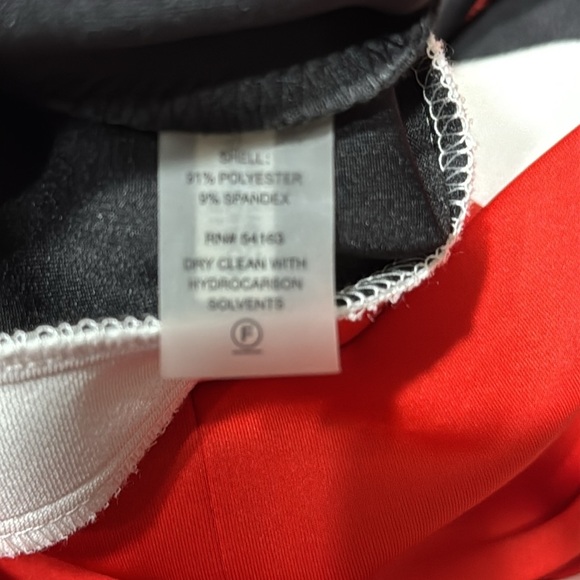 SHELL:
91% POLYESTER
9% SPANDEX
RN# 54163
DRY CLEAN WITH
HYDROCARBON
SOLVENTS
F